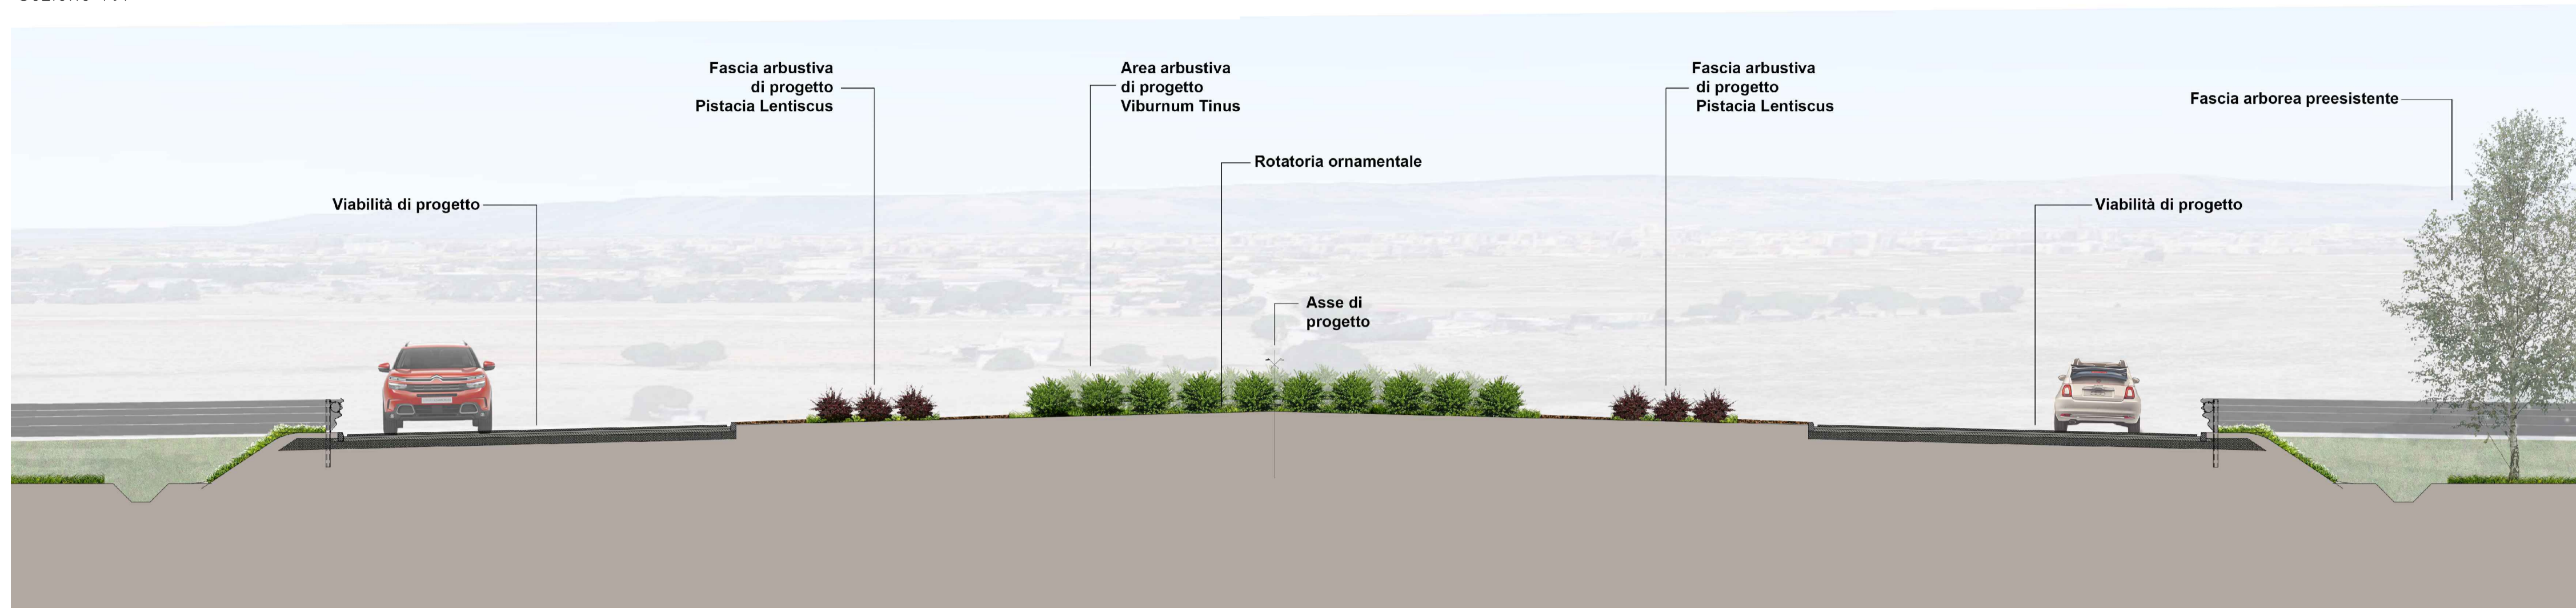 Fascia arbustiva
di progetto
Pistacia Lentiscus
Area arbustiva
di progetto
Viburnum Tinus
Fascia arbustiva
di progetto
Pistacia Lentiscus
Fascia arborea preesistente
Rotatoria ornamentale
Viabilità di progetto
Viabilità di progetto
Asse di
progetto